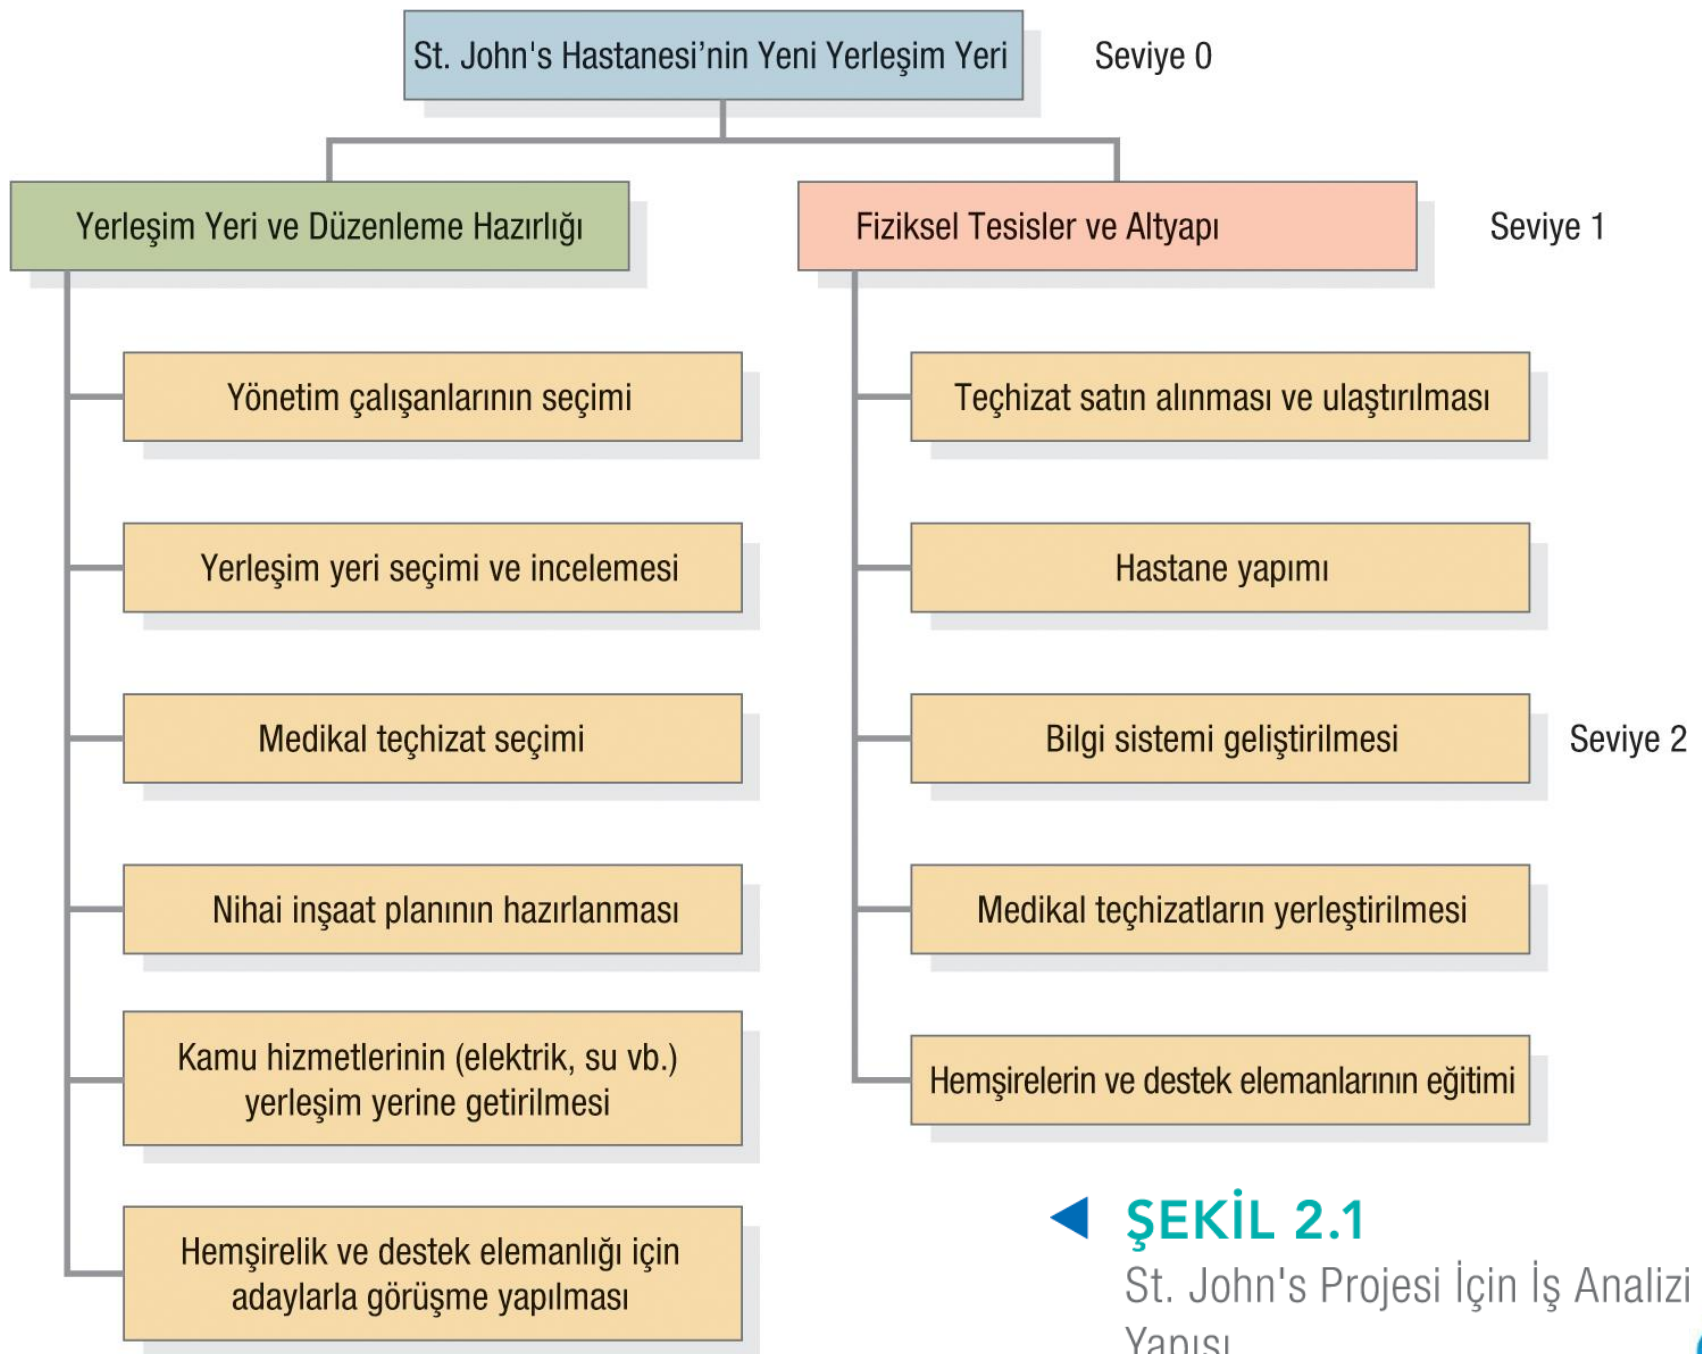 St. John's Hastanesi’nin Yeni Yerleşim Yeri
Seviye 0
Yerleşim Yeri ve Düzenleme Hazırlığı
Fiziksel Tesisler ve Altyapı
Seviye 1
Yönetim çalışanlarının seçimi
Yerleşim yeri seçimi ve incelemesi
Medikal teçhizat seçimi
Nihai inşaat planının hazırlanması
Kamu hizmetlerinin (elektrik, su vb.)
yerleşim yerine getirilmesi
Hemşirelik ve destek elemanlığı için
adaylarla görüşme yapılması
Teçhizat satın alınması ve ulaştırılması
Hastane yapımı
Bilgi sistemi geliştirilmesi
Seviye 2
Medikal teçhizatların yerleştirilmesi
Hemşirelerin ve destek elemanlarının eğitimi
ŞEKİL 2.1
St. John's Projesi İçin İş Analizi
Yapısı